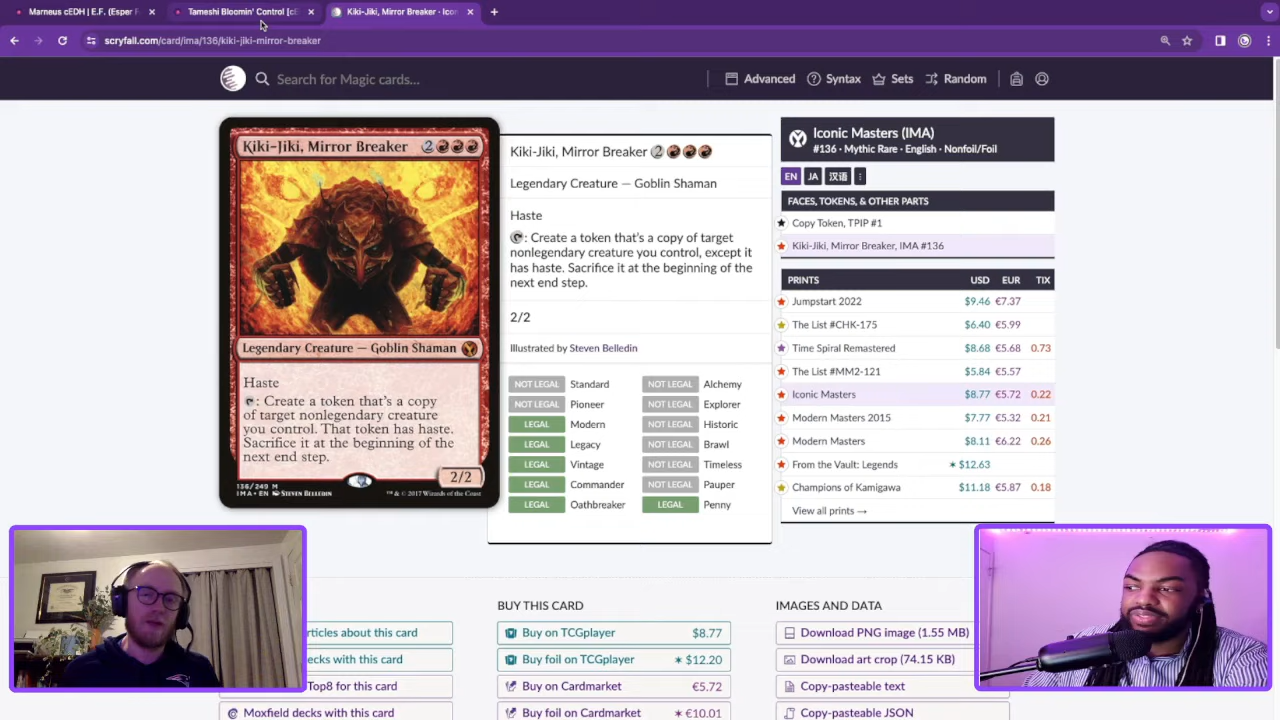 Marneus cEDH | E.F. (Esper F
Tameshi Bloomin' Control [cE
Kiki-Jiki, Mirror Breaker · Ico
scryfall.com/card/ima/136/kiki-jiki-mirror-breaker
Search for Magic cards...
Advanced
Syntax
Sets
Random
Kiki-Jiki, Mirror Breaker 2
Legendary Creature — Goblin Shaman
Haste
: Create a token that's a copy
of target nonlegendary creature
you control. That token has haste.
Sacrifice it at the beginning of the
next end step.
2/2
136/249 M
IMA • EN STEVEN BELLEDIN
™ & © 2017 Wizards of the Coast
Kiki-Jiki, Mirror Breaker 2
Legendary Creature — Goblin Shaman
Haste
: Create a token that's a copy of target
nonlegendary creature you control, except it
has haste. Sacrifice it at the beginning of the
next end step.
2/2
Illustrated by Steven Belledin
NOT LEGAL Standard NOT LEGAL Alchemy
NOT LEGAL Pioneer NOT LEGAL Explorer
LEGAL Modern NOT LEGAL Historic
LEGAL Legacy NOT LEGAL Brawl
LEGAL Vintage NOT LEGAL Timeless
LEGAL Commander NOT LEGAL Pauper
LEGAL Oathbreaker LEGAL Penny
Iconic Masters (IMA)
#136 · Mythic Rare · English · Nonfoil/Foil
EN JA 汉语
FACES, TOKENS, & OTHER PARTS
Copy Token, TPIP #1
Kiki-Jiki, Mirror Breaker, IMA #136
PRINTS USD EUR TIX
Jumpstart 2022 $9.46 €7.37
The List #CHK-175 $6.40 €5.99
Time Spiral Remastered $8.68 €5.68 0.73
The List #MM2-121 $5.84 €5.57
Iconic Masters $8.77 €5.72 0.22
Modern Masters 2015 $7.77 €5.32 0.21
Modern Masters $8.11 €6.22 0.26
From the Vault: Legends ✶ $12.63
Champions of Kamigawa $11.18 €5.87 0.18
View all prints →
rticles about this card
ecks with this card
Top8 for this card
Moxfield decks with this card
BUY THIS CARD
Buy on TCGplayer $8.77
Buy foil on TCGplayer ✶ $12.20
Buy on Cardmarket €5.72
Buy foil on Cardmarket ✶ €10.01
IMAGES AND DATA
Download PNG image (1.55 MB)
Download art crop (74.15 KB)
Copy-pasteable text
Copy-pasteable JSON